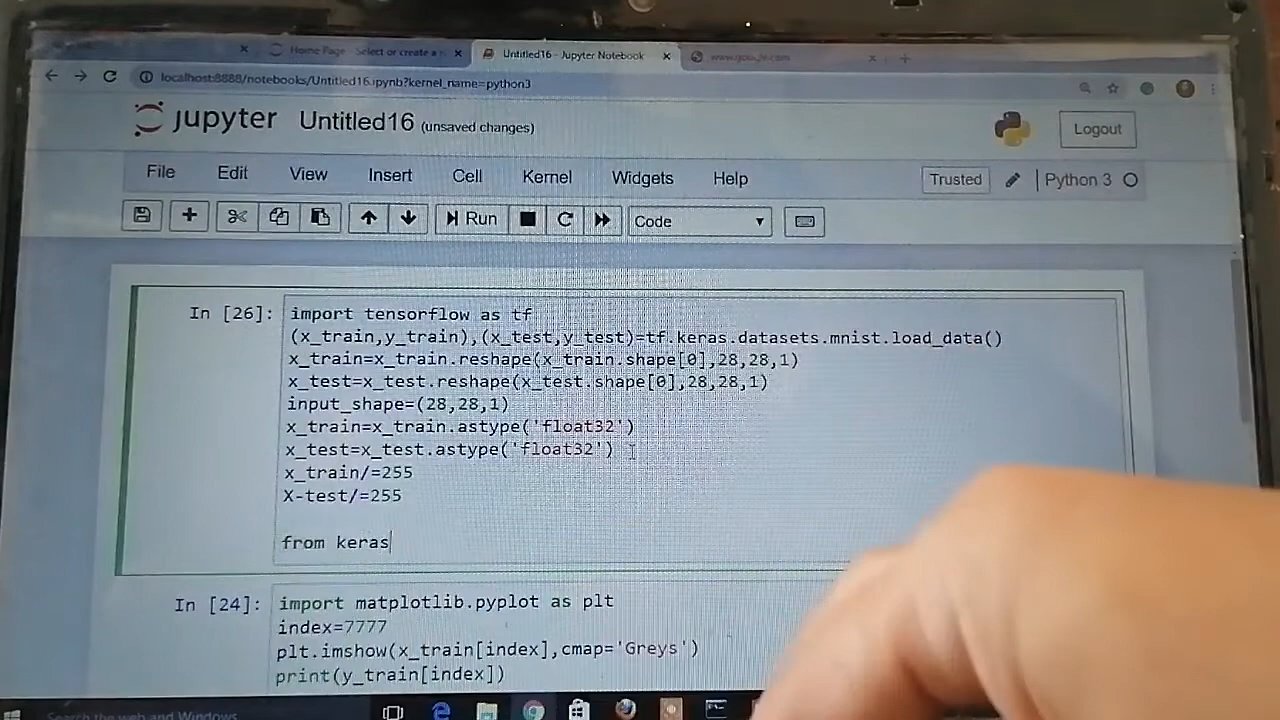 Home Page - Select or create a n
Untitled16 - Jupyter Notebook
localhost:8888/notebooks/Untitled16.ipynb?kernel_name=python3
jupyter Untitled16 (unsaved changes)
Logout
File Edit View Insert Cell Kernel Widgets Help
Trusted Python 3
Run Code
In [26]:
import tensorflow as tf
(x_train,y_train),(x_test,y_test)=tf.keras.datasets.mnist.load_data()
x_train=x_train.reshape(x_train.shape[0],28,28,1)
x_test=x_test.reshape(x_test.shape[0],28,28,1)
input_shape=(28,28,1)
x_train=x_train.astype('float32')
x_test=x_test.astype('float32')
x_train/=255
X-test/=255
from keras
In [24]:
import matplotlib.pyplot as plt
index=7777
plt.imshow(x_train[index],cmap='Greys')
print(y_train[index])
Search the web and Windows